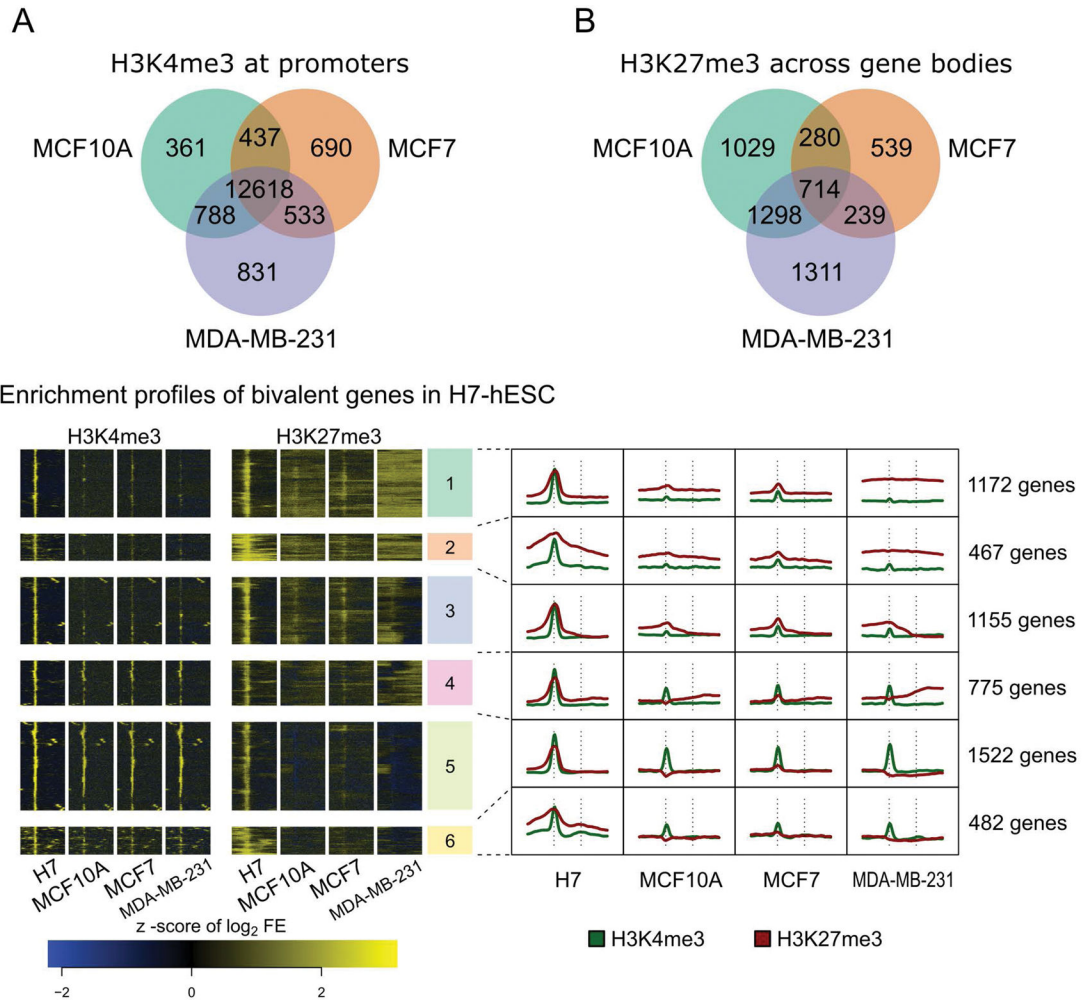 A
B
H3K4me3 at promoters
H3K27me3 across gene bodies
MCF10A
361
437
690
MCF7
12618
788
533
831
MDA-MB-231
MCF10A
1029
280
539
MCF7
714
1298
239
1311
MDA-MB-231
Enrichment profiles of bivalent genes in H7-hESC
H3K4me3
H3K27me3
1
2
3
4
5
6
1172 genes
467 genes
1155 genes
775 genes
1522 genes
482 genes
H7
MCF10A
MCF7
MDA-MB-231
H7
MCF10A
MCF7
MDA-MB-231
H7
MCF10A
MCF7
MDA-MB-231
z -score of log2 FE
−2
0
2
H3K4me3
H3K27me3